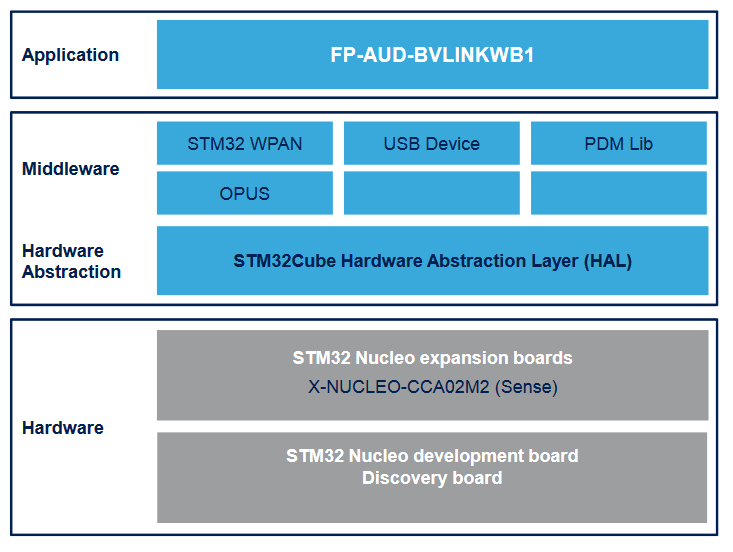 Application
FP-AUD-BVLINKWB1
Middleware
STM32 WPAN
USB Device
PDM Lib
OPUS
Hardware
Abstraction
STM32Cube Hardware Abstraction Layer (HAL)
Hardware
STM32 Nucleo expansion boards
X-NUCLEO-CCA02M2 (Sense)
STM32 Nucleo development board
Discovery board